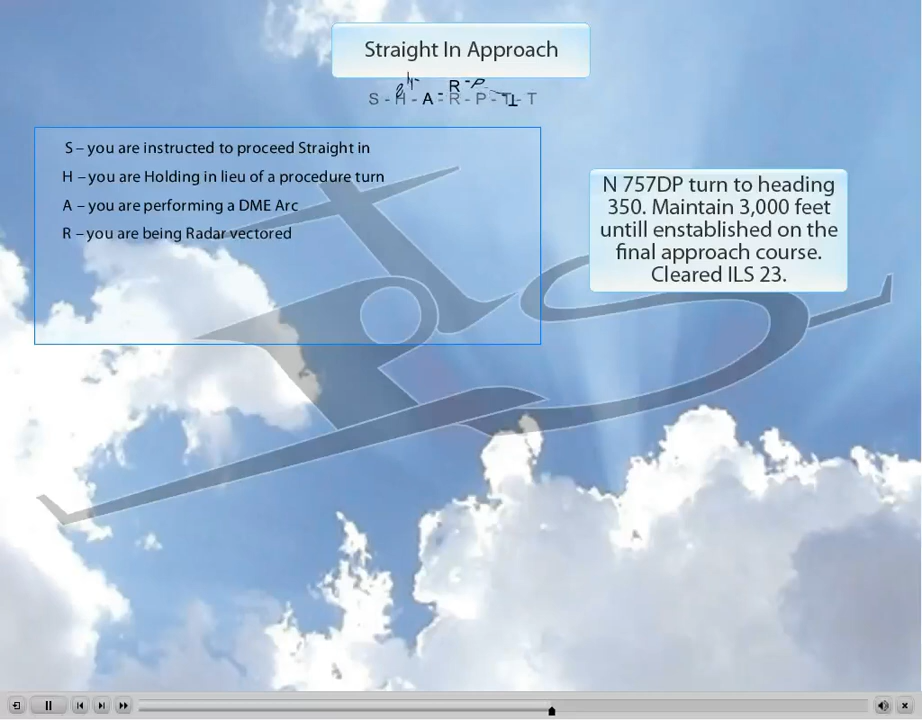 Straight In Approach
S - H - A - R - P - T - T
S – you are instructed to proceed Straight in
H – you are Holding in lieu of a procedure turn
A – you are performing a DME Arc
R – you are being Radar vectored
N 757DP turn to heading
350. Maintain 3,000 feet
untill enstablished on the
final approach course.
Cleared ILS 23.